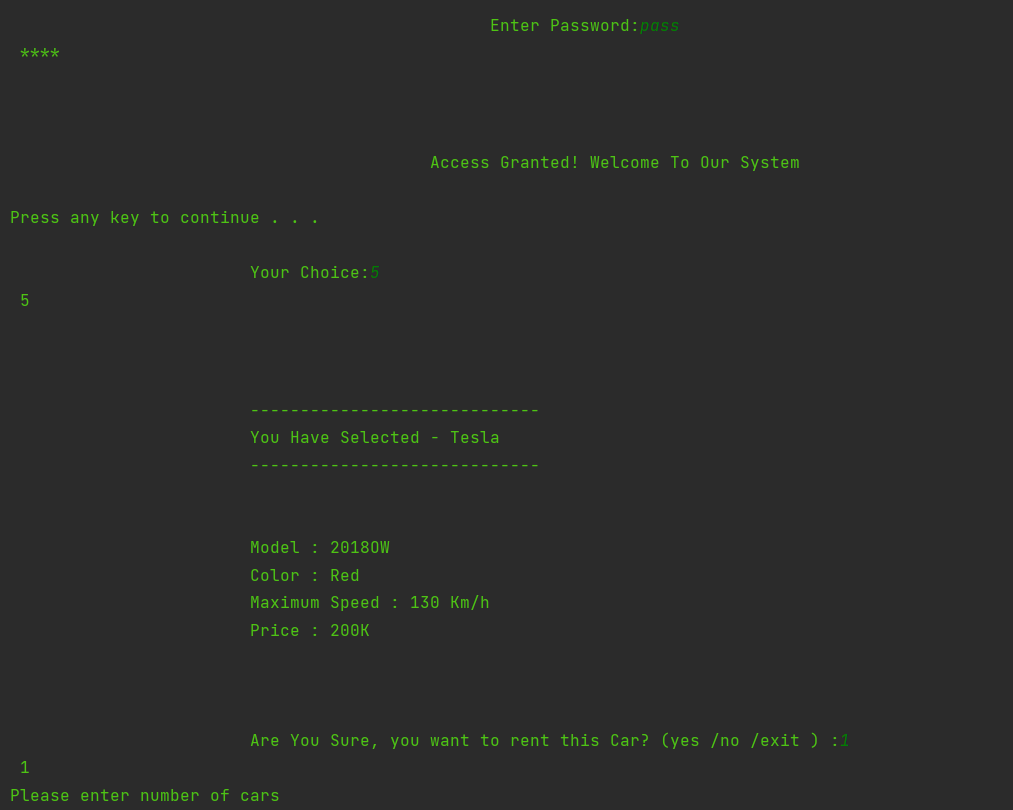 Enter Password:pass
****
Access Granted! Welcome To Our System
Press any key to continue . . .
Your Choice:5
5
-----------------------------
You Have Selected - Tesla
-----------------------------
Model : 2018OW
Color : Red
Maximum Speed : 130 Km/h
Price : 200K
Are You Sure, you want to rent this Car? (yes /no /exit ) :1
1
Please enter number of cars